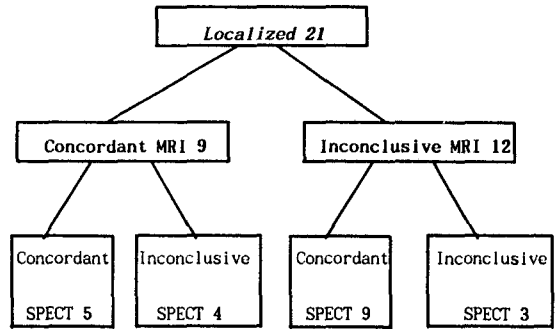 Localized 21
Concordant MRI 9
Inconclusive MRI 12
Concordant
SPECT 5
Inconclusive
SPECT 4
Concordant
SPECT 9
Inconclusive
SPECT 3